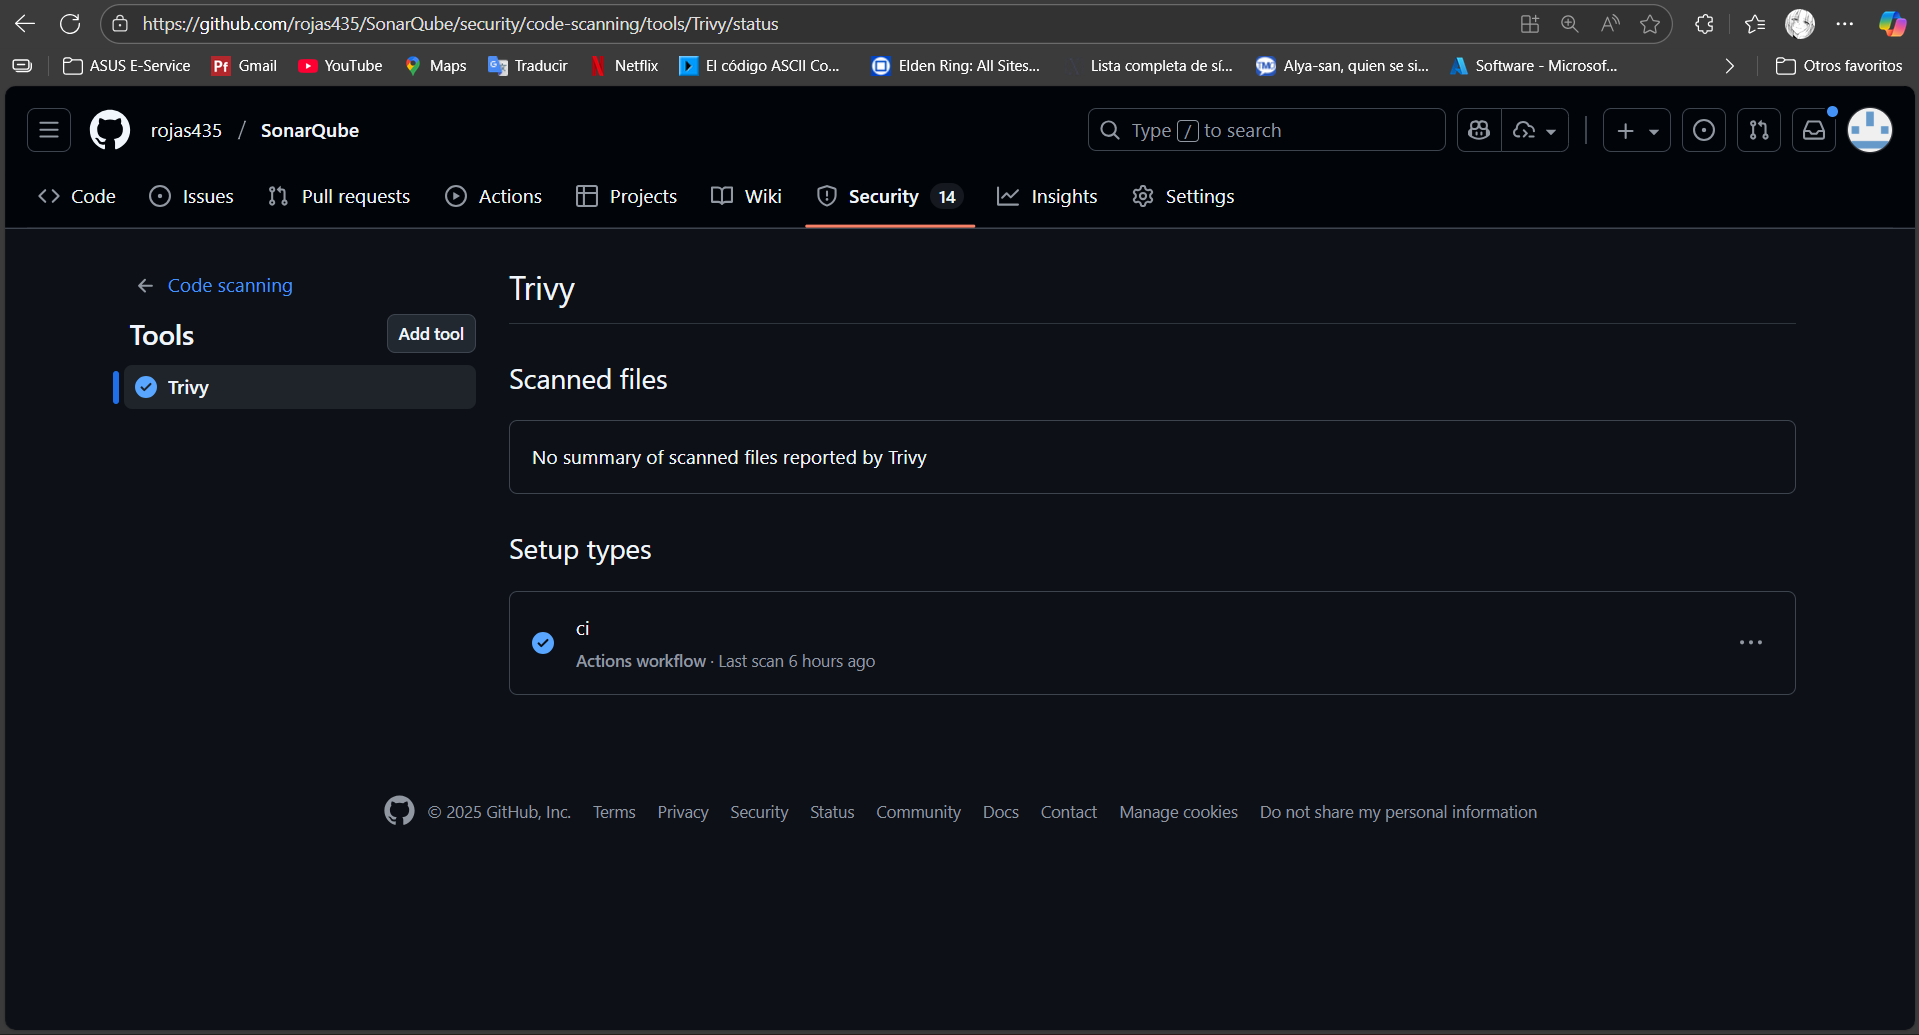 https://github.com/rojas435/SonarQube/security/code-scanning/tools/Trivy/status
ASUS E-Service Gmail YouTube Maps Traducir Netflix El código ASCII Co... Elden Ring: All Sites... Lista completa de sí... Alya-san, quien se si... Software - Microsof... Otros favoritos
rojas435 / SonarQube Type / to search
Code Issues Pull requests Actions Projects Wiki Security 14 Insights Settings
Code scanning
Tools Add tool
Trivy
Trivy
Scanned files
No summary of scanned files reported by Trivy
Setup types
ci
Actions workflow · Last scan 6 hours ago
© 2025 GitHub, Inc. Terms Privacy Security Status Community Docs Contact Manage cookies Do not share my personal information